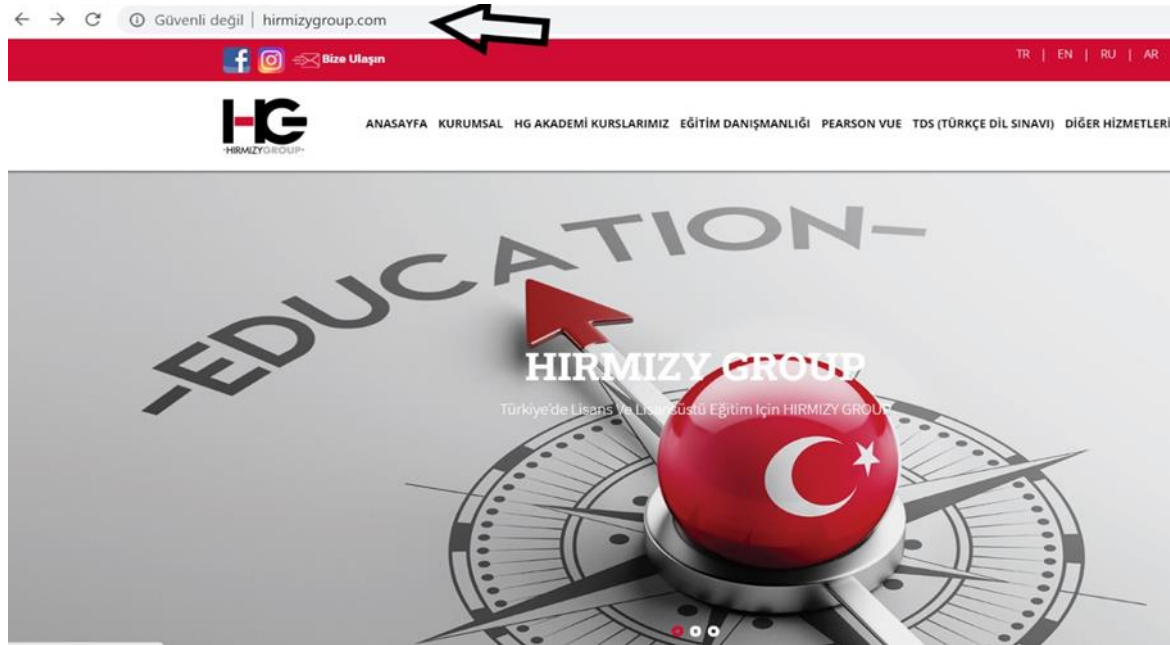 Güvenli değil | hirmizygroup.com
Bize Ulaşın
TR | EN | RU | AR
HG
·HIRMIZYGROUP·
ANASAYFA KURUMSAL HG AKADEMİ KURSLARIMIZ EĞİTİM DANIŞMANLIĞI PEARSON VUE TDS (TÜRKÇE DİL SINAVI) DİĞER HİZMETLERİ
-EDUCATION-
HIRMIZY GROUP
Türkiye'de Lisans Ve Lisansüstü Eğitim Için HIRMIZY GROUP